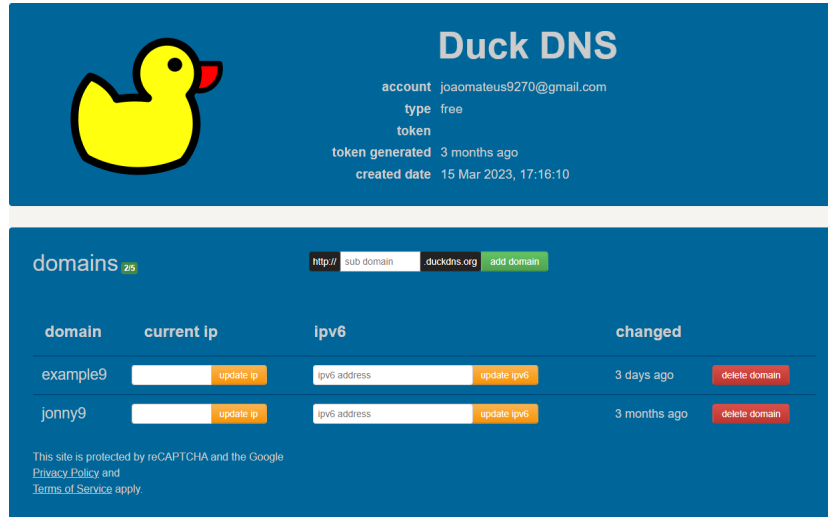 Duck DNS
account joaomateus9270@gmail.com
type free
token
token generated 3 months ago
created date 15 Mar 2023, 17:16:10
domains 2/5
http:// sub domain .duckdns.org add domain
domain current ip ipv6 changed
example9 update ip ipv6 address update ipv6 3 days ago delete domain
jonny9 update ip ipv6 address update ipv6 3 months ago delete domain
This site is protected by reCAPTCHA and the Google
Privacy Policy and
Terms of Service apply.